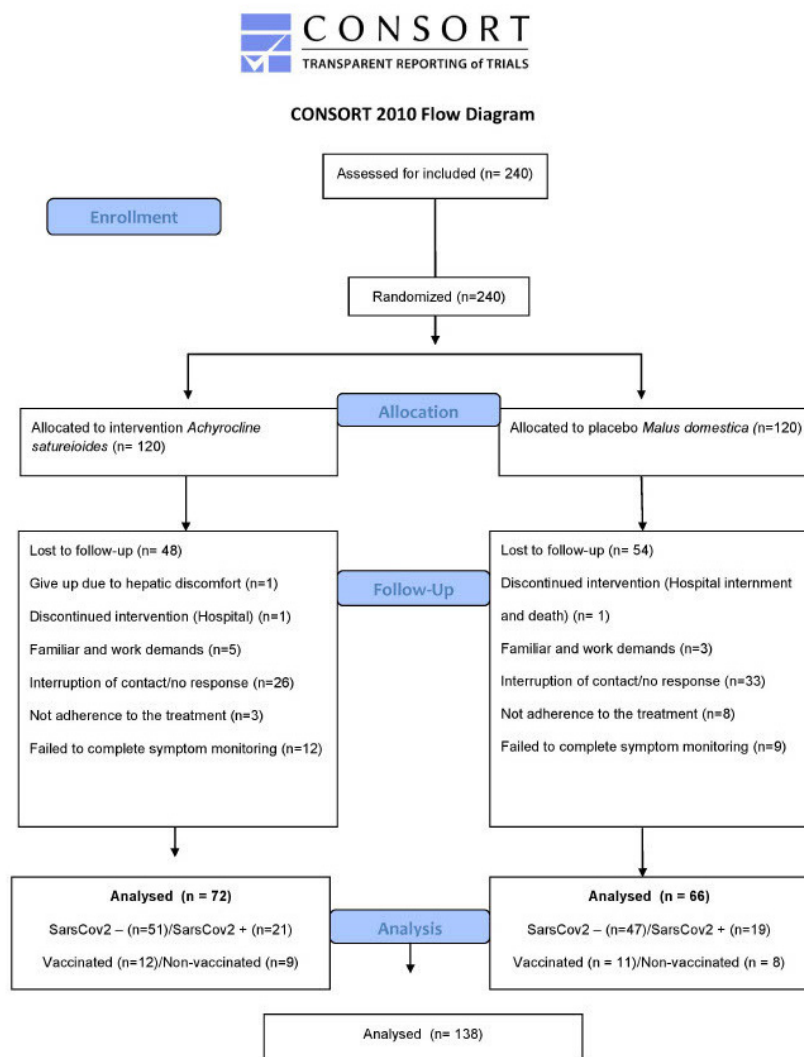 CONSORT
TRANSPARENT REPORTING of TRIALS
CONSORT 2010 Flow Diagram
Assessed for included (n= 240)
Enrollment
Randomized (n=240)
Allocation
Allocated to intervention Achyrocline
satureioides (n= 120)
Allocated to placebo Malus domestica (n=120)
Lost to follow-up (n= 48)
Give up due to hepatic discomfort (n=1)
Discontinued intervention (Hospital) (n=1)
Familiar and work demands (n=5)
Interruption of contact/no response (n=26)
Not adherence to the treatment (n=3)
Failed to complete symptom monitoring (n=12)
Follow-Up
Lost to follow-up (n= 54)
Discontinued intervention (Hospital internment
and death) (n= 1)
Familiar and work demands (n=3)
Interruption of contact/no response (n=33)
Not adherence to the treatment (n=8)
Failed to complete symptom monitoring (n=9)
Analysed (n = 72)
SarsCov2 – (n=51)/SarsCov2 + (n=21)
Vaccinated (n=12)/Non-vaccinated (n=9)
Analysis
Analysed (n = 66)
SarsCov2 – (n=47)/SarsCov2 + (n=19)
Vaccinated (n = 11)/Non-vaccinated (n = 8)
Analysed (n= 138)